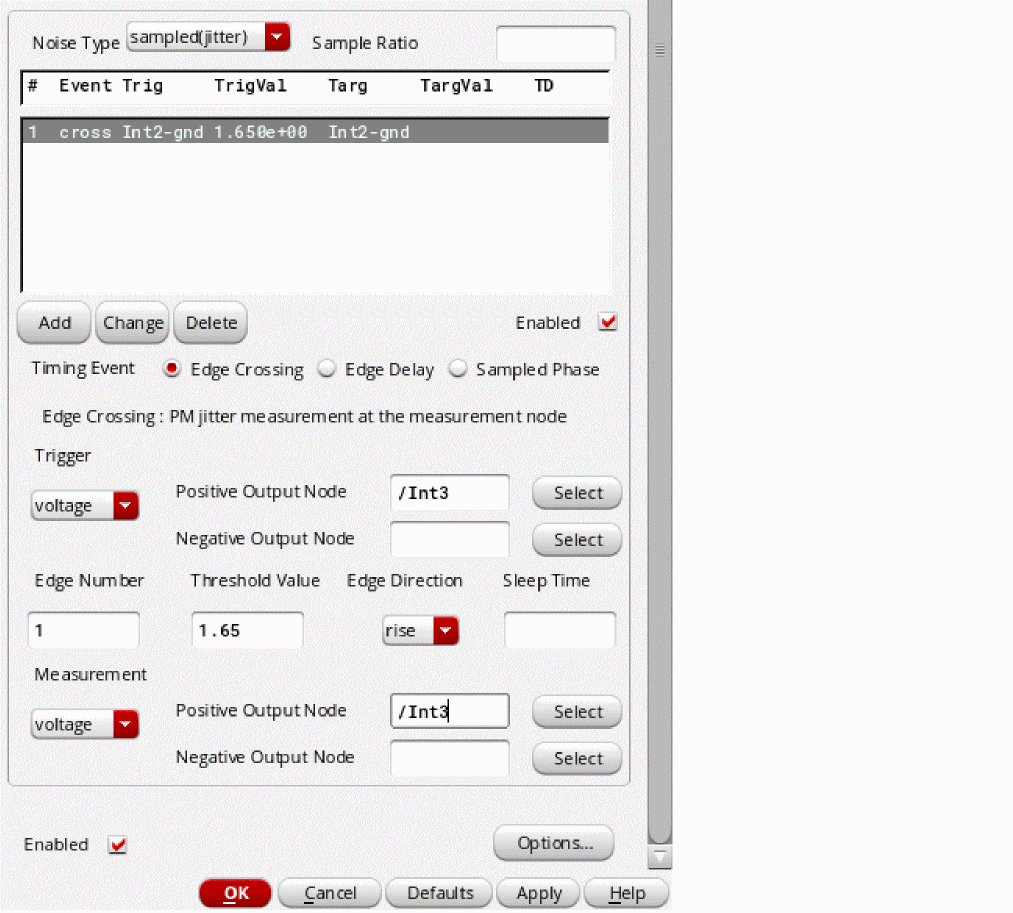 Noise Type sampled(jitter) Sample Ratio
# Event Trig TrigVal Targ TargVal TD
1 cross Int2-gnd 1.650e+00 Int2-gnd
Add Change Delete Enabled
Timing Event Edge Crossing Edge Delay Sampled Phase
Edge Crossing : PM jitter measurement at the measurement node
Trigger
voltage Positive Output Node /Int3 Select
Negative Output Node Select
Edge Number Threshold Value Edge Direction Sleep Time
1 1.65 rise
Measurement
voltage Positive Output Node /Int3 Select
Negative Output Node Select
Enabled Options...
OK Cancel Defaults Apply Help